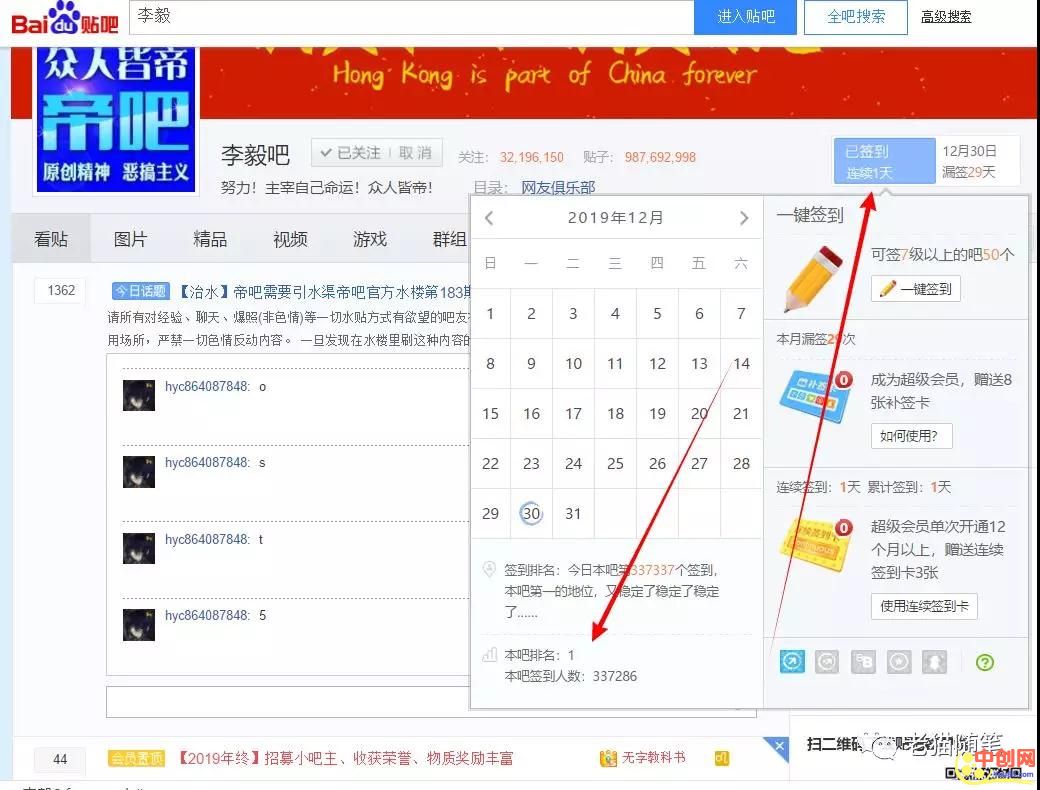 Bai贴吧
李毅
进入贴吧
全吧搜索
高级搜索
众人皆帝
帝吧
原创精神 恶搞主义
Hong Kong is part of China forever
李毅吧
已关注 | 取消
关注： 32,196,150 贴子： 987,692,998
努力！主宰自己命运！众人皆帝！
目录： 网友俱乐部
已签到
连续1天
12月30日
漏签29天
看贴
图片
精品
视频
游戏
群组
1362
今日话题 【治水】帝吧需要引水渠帝吧官方水楼第183期
请所有对经验、聊天、爆照(非色情)等一切水贴方式有欲望的吧友
用场所，严禁一切色情反动内容。 一旦发现在水楼里刷这种内容的
hyc864087848: o
hyc864087848: s
hyc864087848: t
hyc864087848: 5
2019年12月
日 一 二 三 四 五 六
1 2 3 4 5 6 7
8 9 10 11 12 13 14
15 16 17 18 19 20 21
22 23 24 25 26 27 28
29 30 31
签到排名：今日本吧第337337个签到，
本吧第一的地位，又稳定了稳定了稳定
了......
本吧排名：1
本吧签到人数：337286
一键签到
可签7级以上的吧50个
一键签到
本月漏签29次
补签
0
成为超级会员，赠送8
张补签卡
如何使用?
连续签到：1天 累计签到：1天
0
超级会员单次开通12
个月以上，赠送连续
签到卡3张
使用连续签到卡
44
会员置顶 【2019年终】招募小吧主、收获荣誉、物质奖励丰富
无字教科书
扫二维码
老猫随笔
中创网